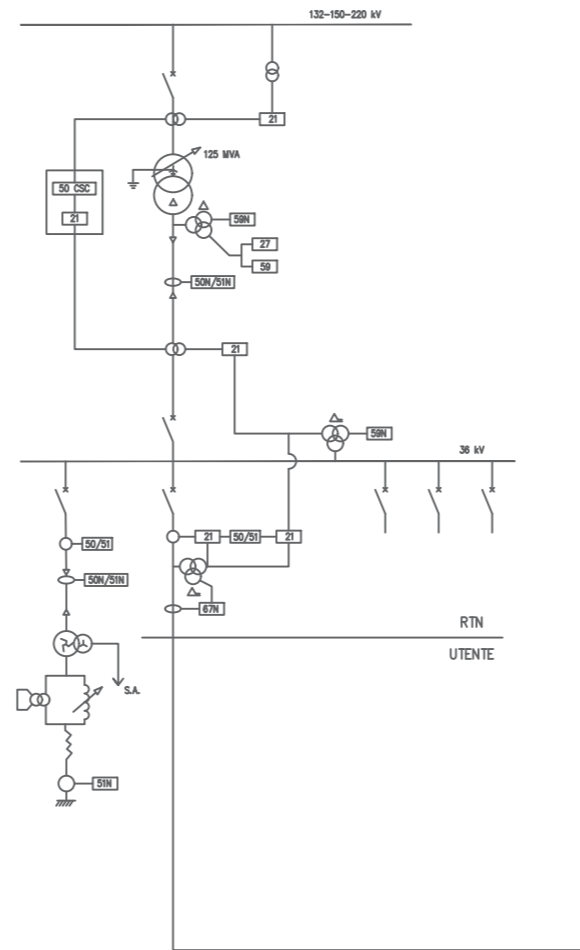 132-150-220 kV
21
125 MVA
50 CSC
21
59N
27
59
50N/51N
21
59N
36 kV
50/51
21
50/51
21
50N/51N
67N
RTN
UTENTE
S.A.
51N